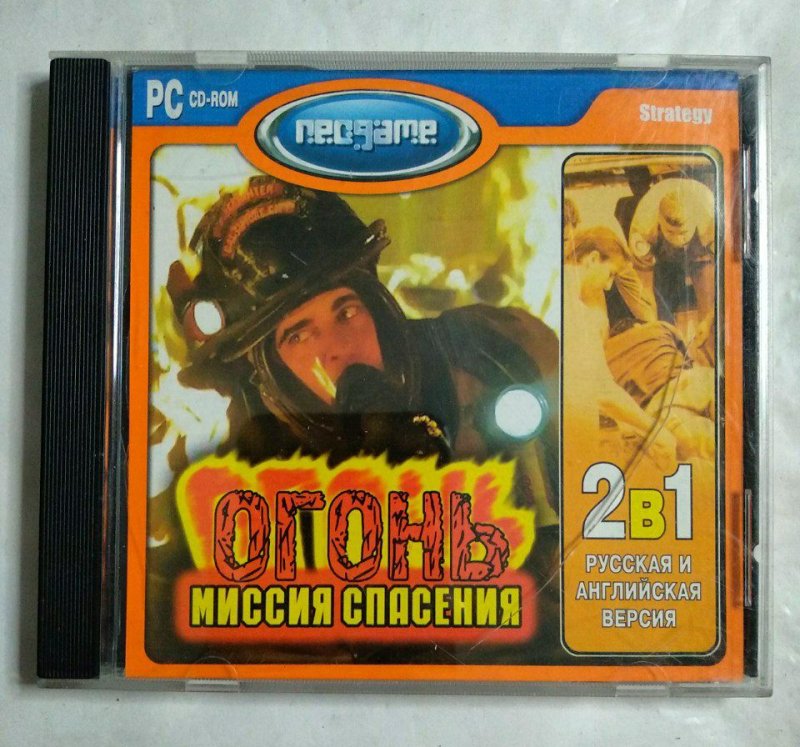 PC CD-ROM
neogame
Strategy
ОГОНЬ
МИССИЯ СПАСЕНИЯ
2в1
РУССКАЯ И
АНГЛИЙСКАЯ
ВЕРСИЯ